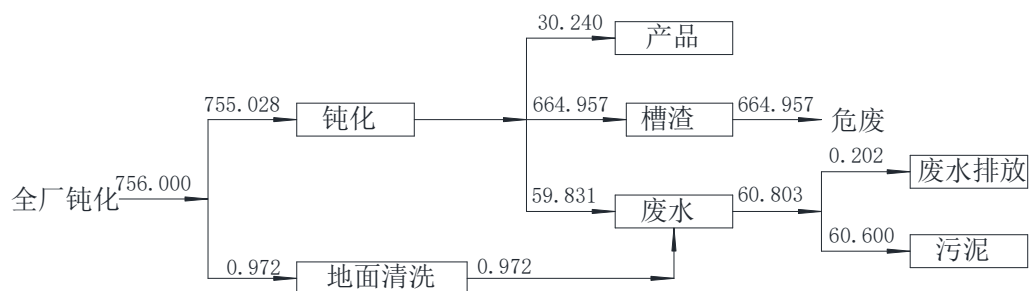 30.240
产品
755.028
钝化
664.957
槽渣
664.957
危废
全厂钝化
756.000
59.831
废水
60.803
0.202
废水排放
60.600
污泥
0.972
地面清洗
0.972